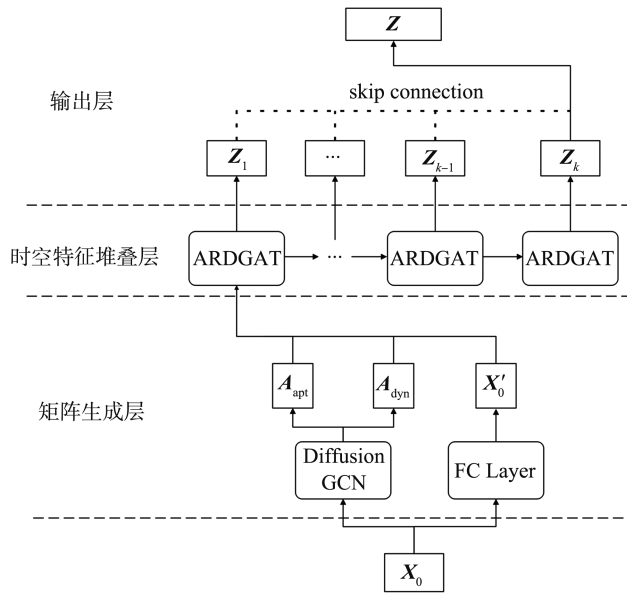 Z
输出层
skip connection
Z1
...
Zk−1
Zk
时空特征堆叠层
ARDGAT
...
ARDGAT
ARDGAT
矩阵生成层
Aapt
Adyn
X′0
Diffusion
GCN
FC Layer
X0